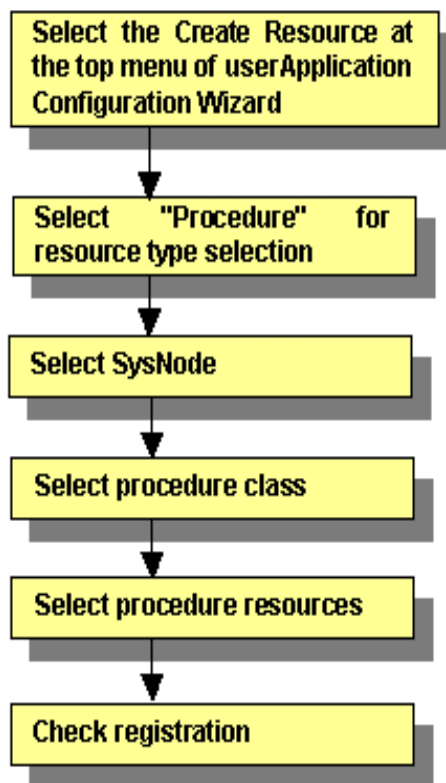 Select the Create Resource at
the top menu of userApplication
Configuration Wizard
Select "Procedure" for
resource type selection
Select SysNode
Select procedure class
Select procedure resources
Check registration